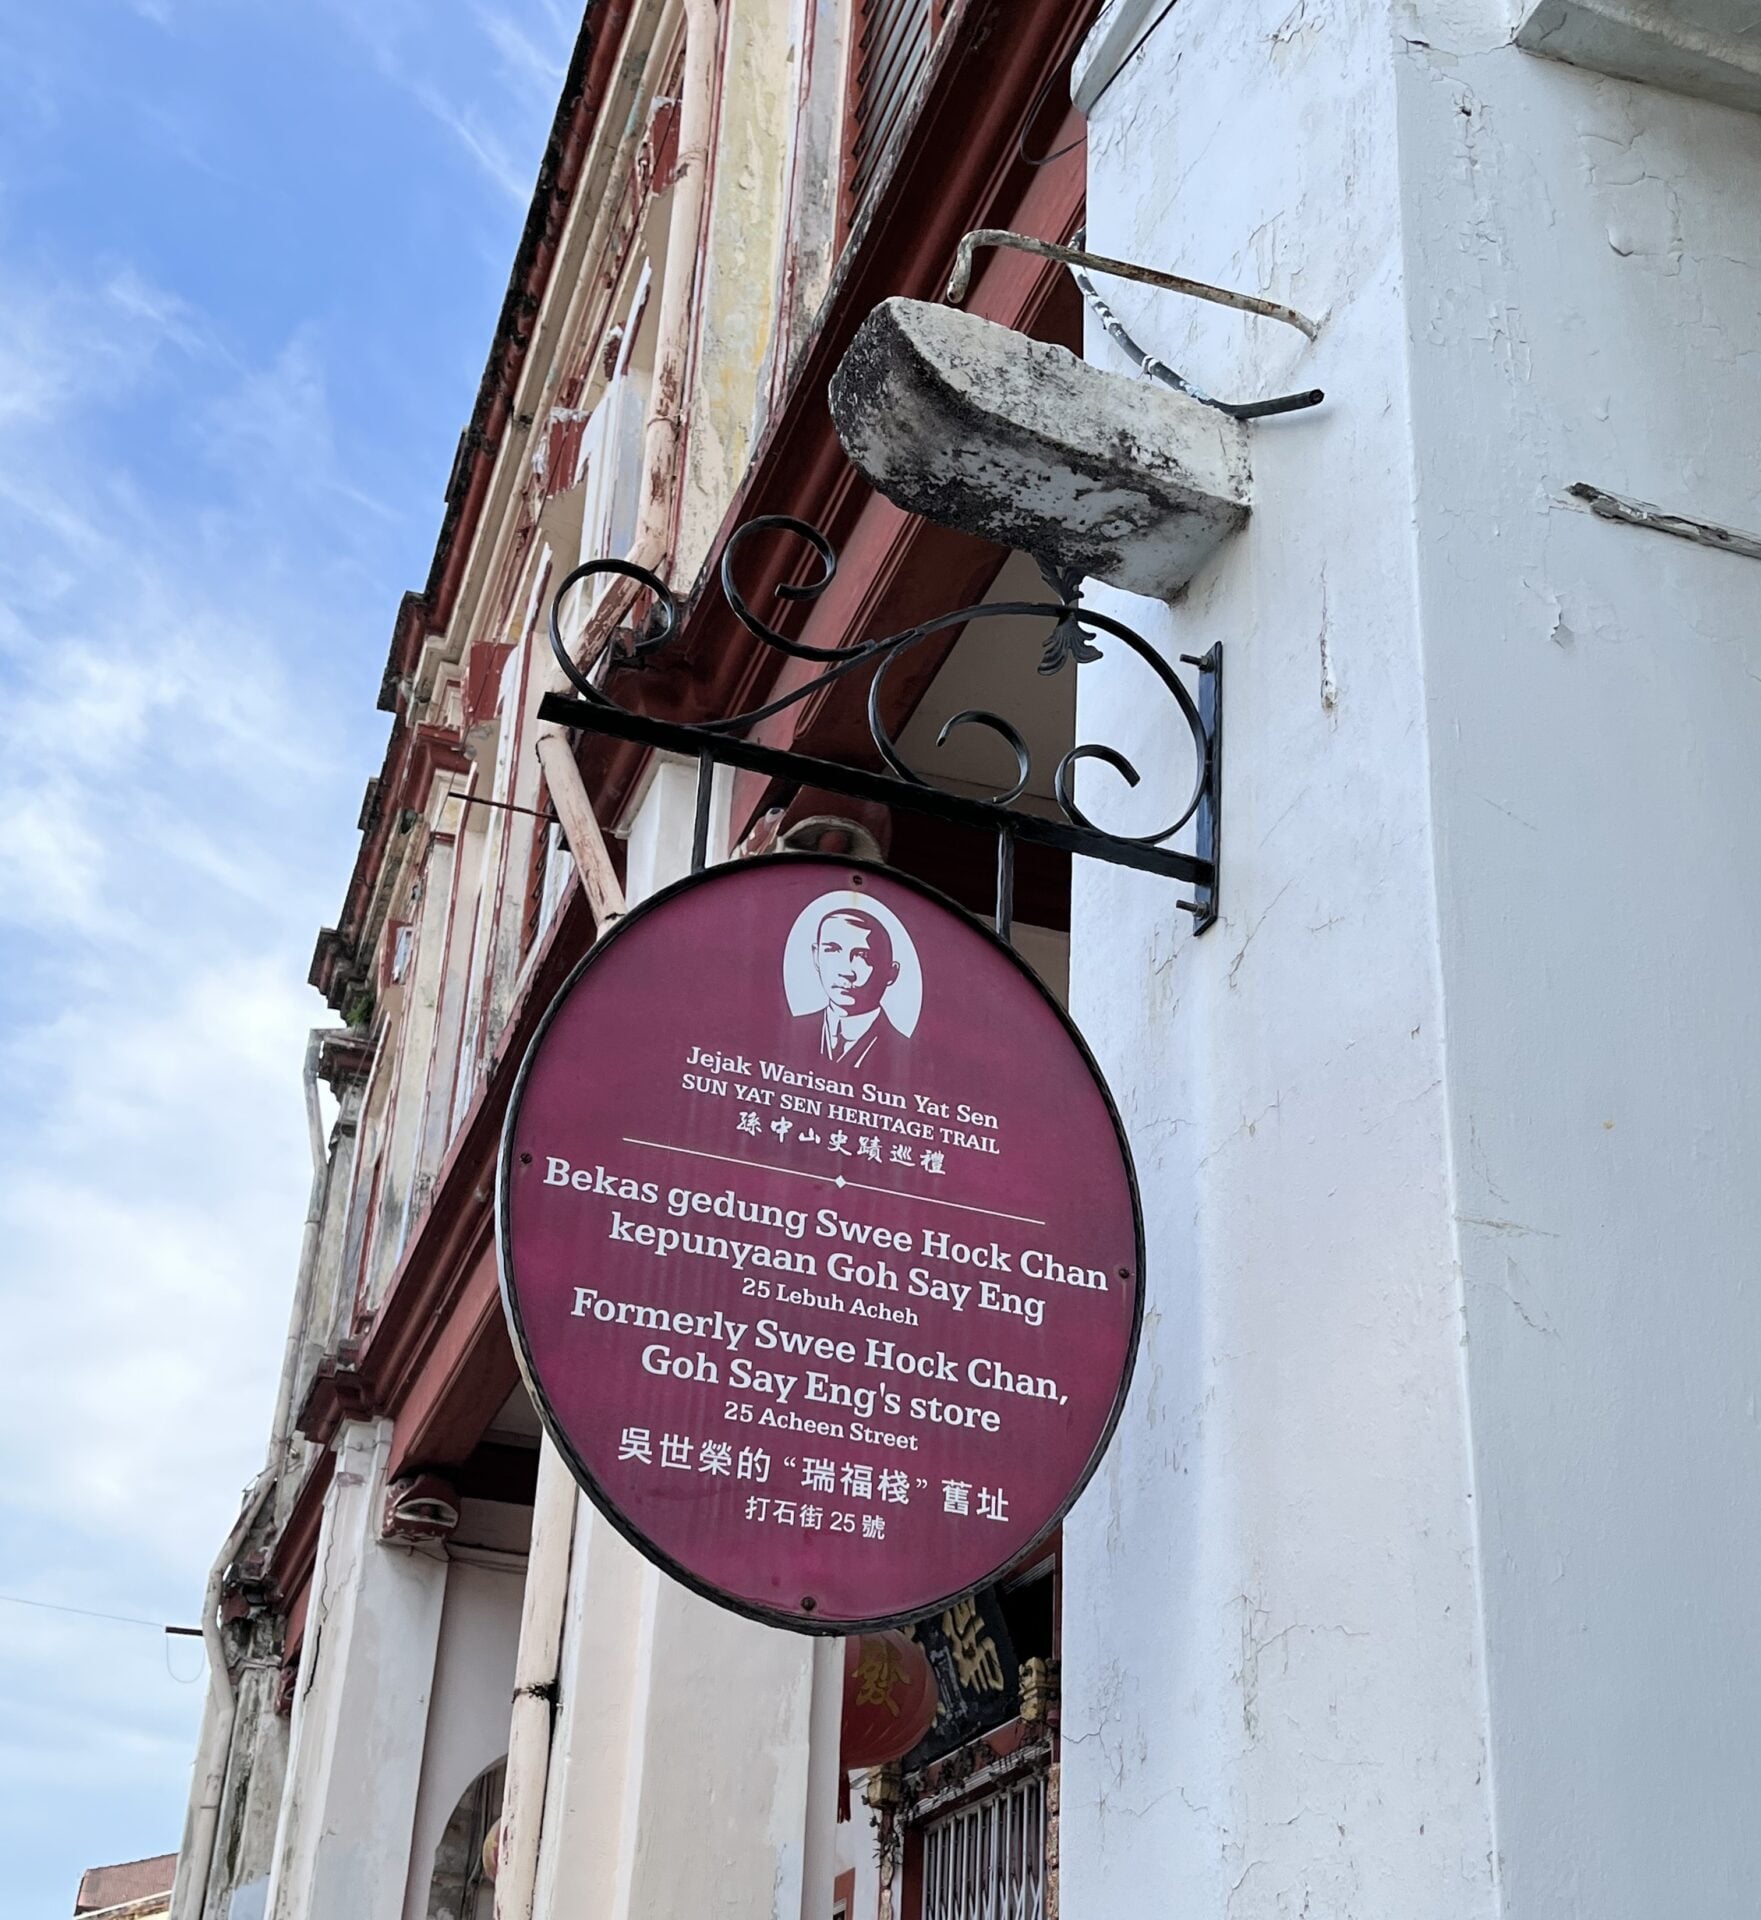 Jejak Warisan Sun Yat Sen
SUN YAT SEN HERITAGE TRAIL
孫中山史蹟巡禮
Bekas gedung Swee Hock Chan
kepunyaan Goh Say Eng
25 Lebuh Acheh
Formerly Swee Hock Chan,
Goh Say Eng's store
25 Acheen Street
吳世榮的“瑞福棧”舊址
打石街 25 號